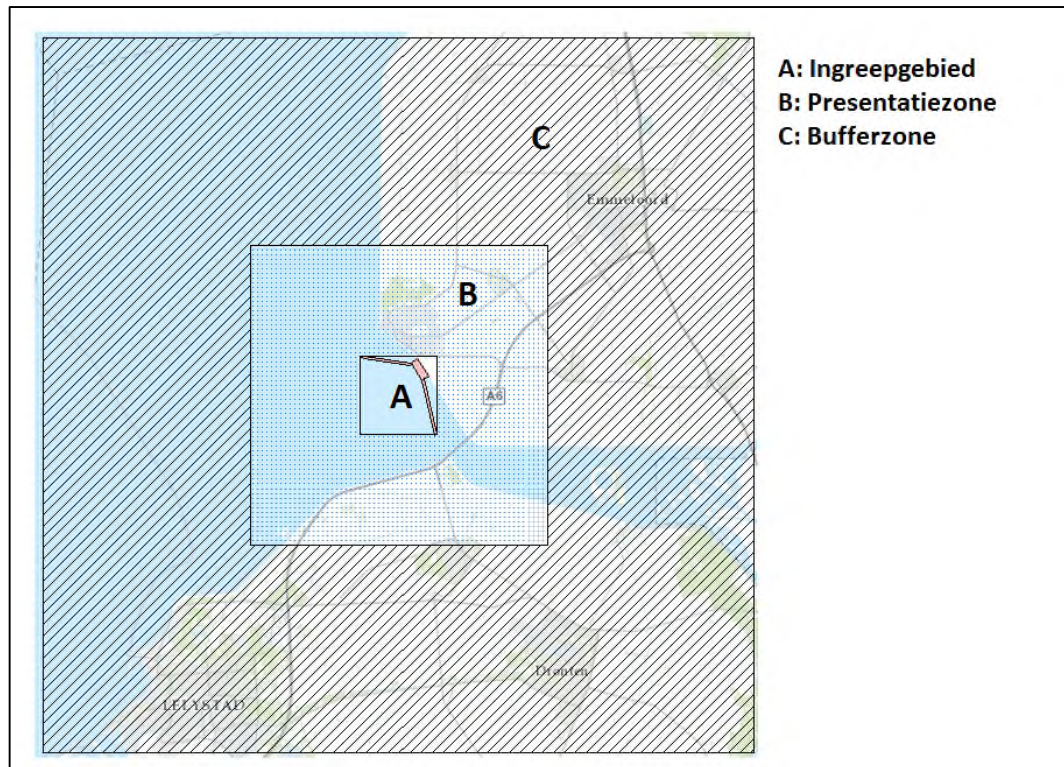 A: Ingreepgebied
B: Presentatiezone
C: Bufferzone
C
Emmeloord
B
A
A6
Dronten
LELYSTAD